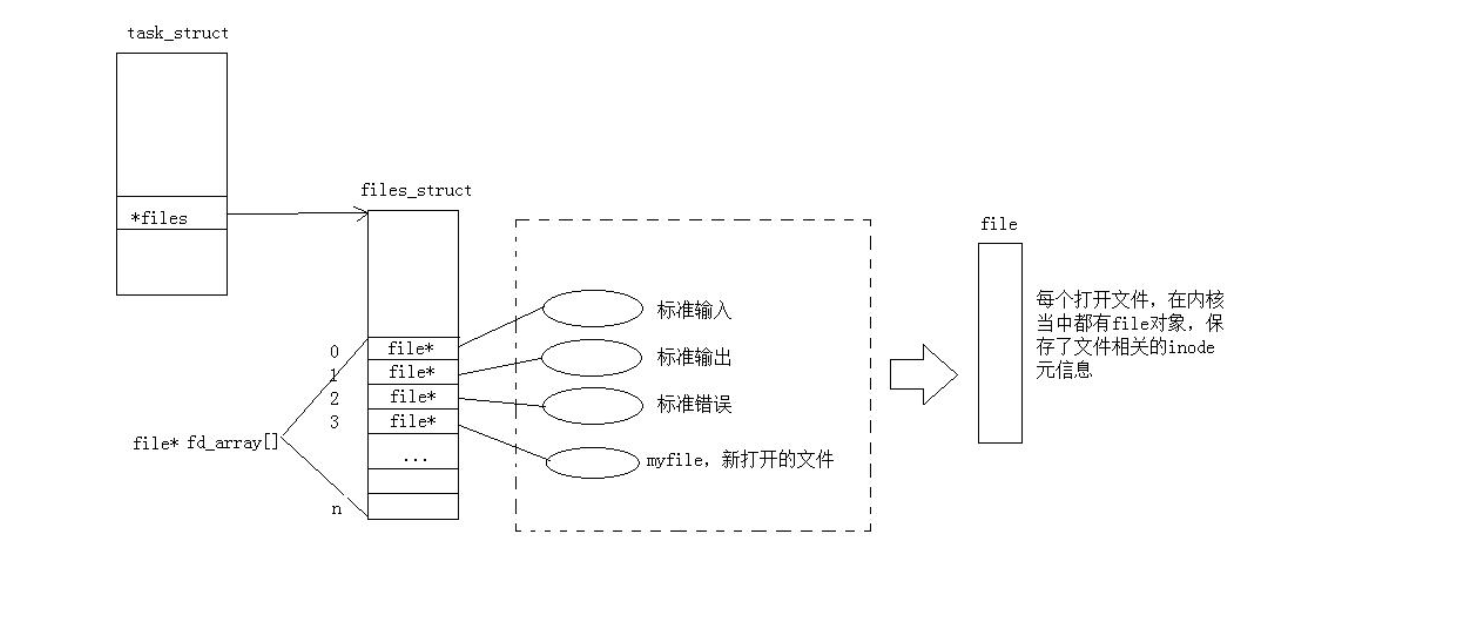 task_struct
*files
files_struct
file
标准输入
每个打开文件，在内核
当中都有file对象，保
存了文件相关的inode
元信息
0
file*
1
file*
标准输出
2
file*
标准错误
3
file*
file* fd_array[]
...
myfile，新打开的文件
n